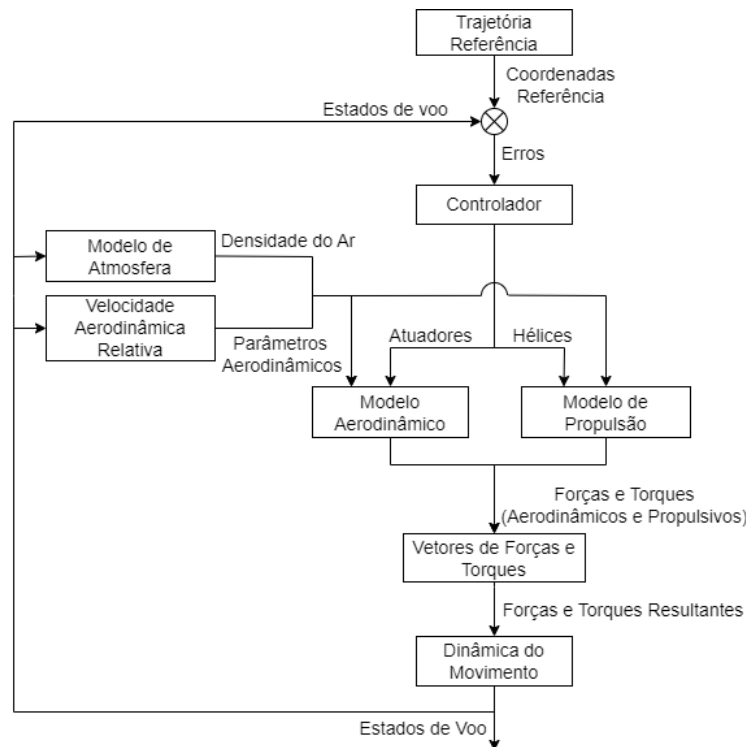 Trajetória
Referência
Coordenadas
Referência
Estados de voo
Erros
Controlador
Modelo de
Atmosfera
Densidade do Ar
Velocidade
Aerodinâmica
Relativa
Parâmetros
Aerodinâmicos
Atuadores
Hélices
Modelo
Aerodinâmico
Modelo de
Propulsão
Forças e Torques
(Aerodinâmicos e Propulsivos)
Vetores de Forças e
Torques
Forças e Torques Resultantes
Dinâmica do
Movimento
Estados de Voo